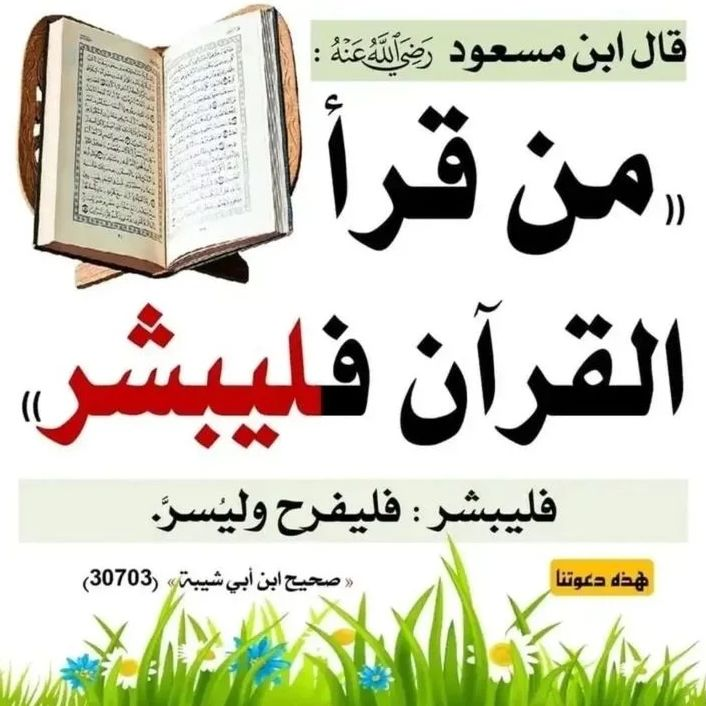 قال ابن مسعود رَضِيَ اللَّهُ عَنْهُ :
«من قرأ
القرآن فليبشر»
فليبشر : فليفرح وليُسرَّ.
هذه دعوتنا
«صحيح ابن أبي شيبة» (30703)